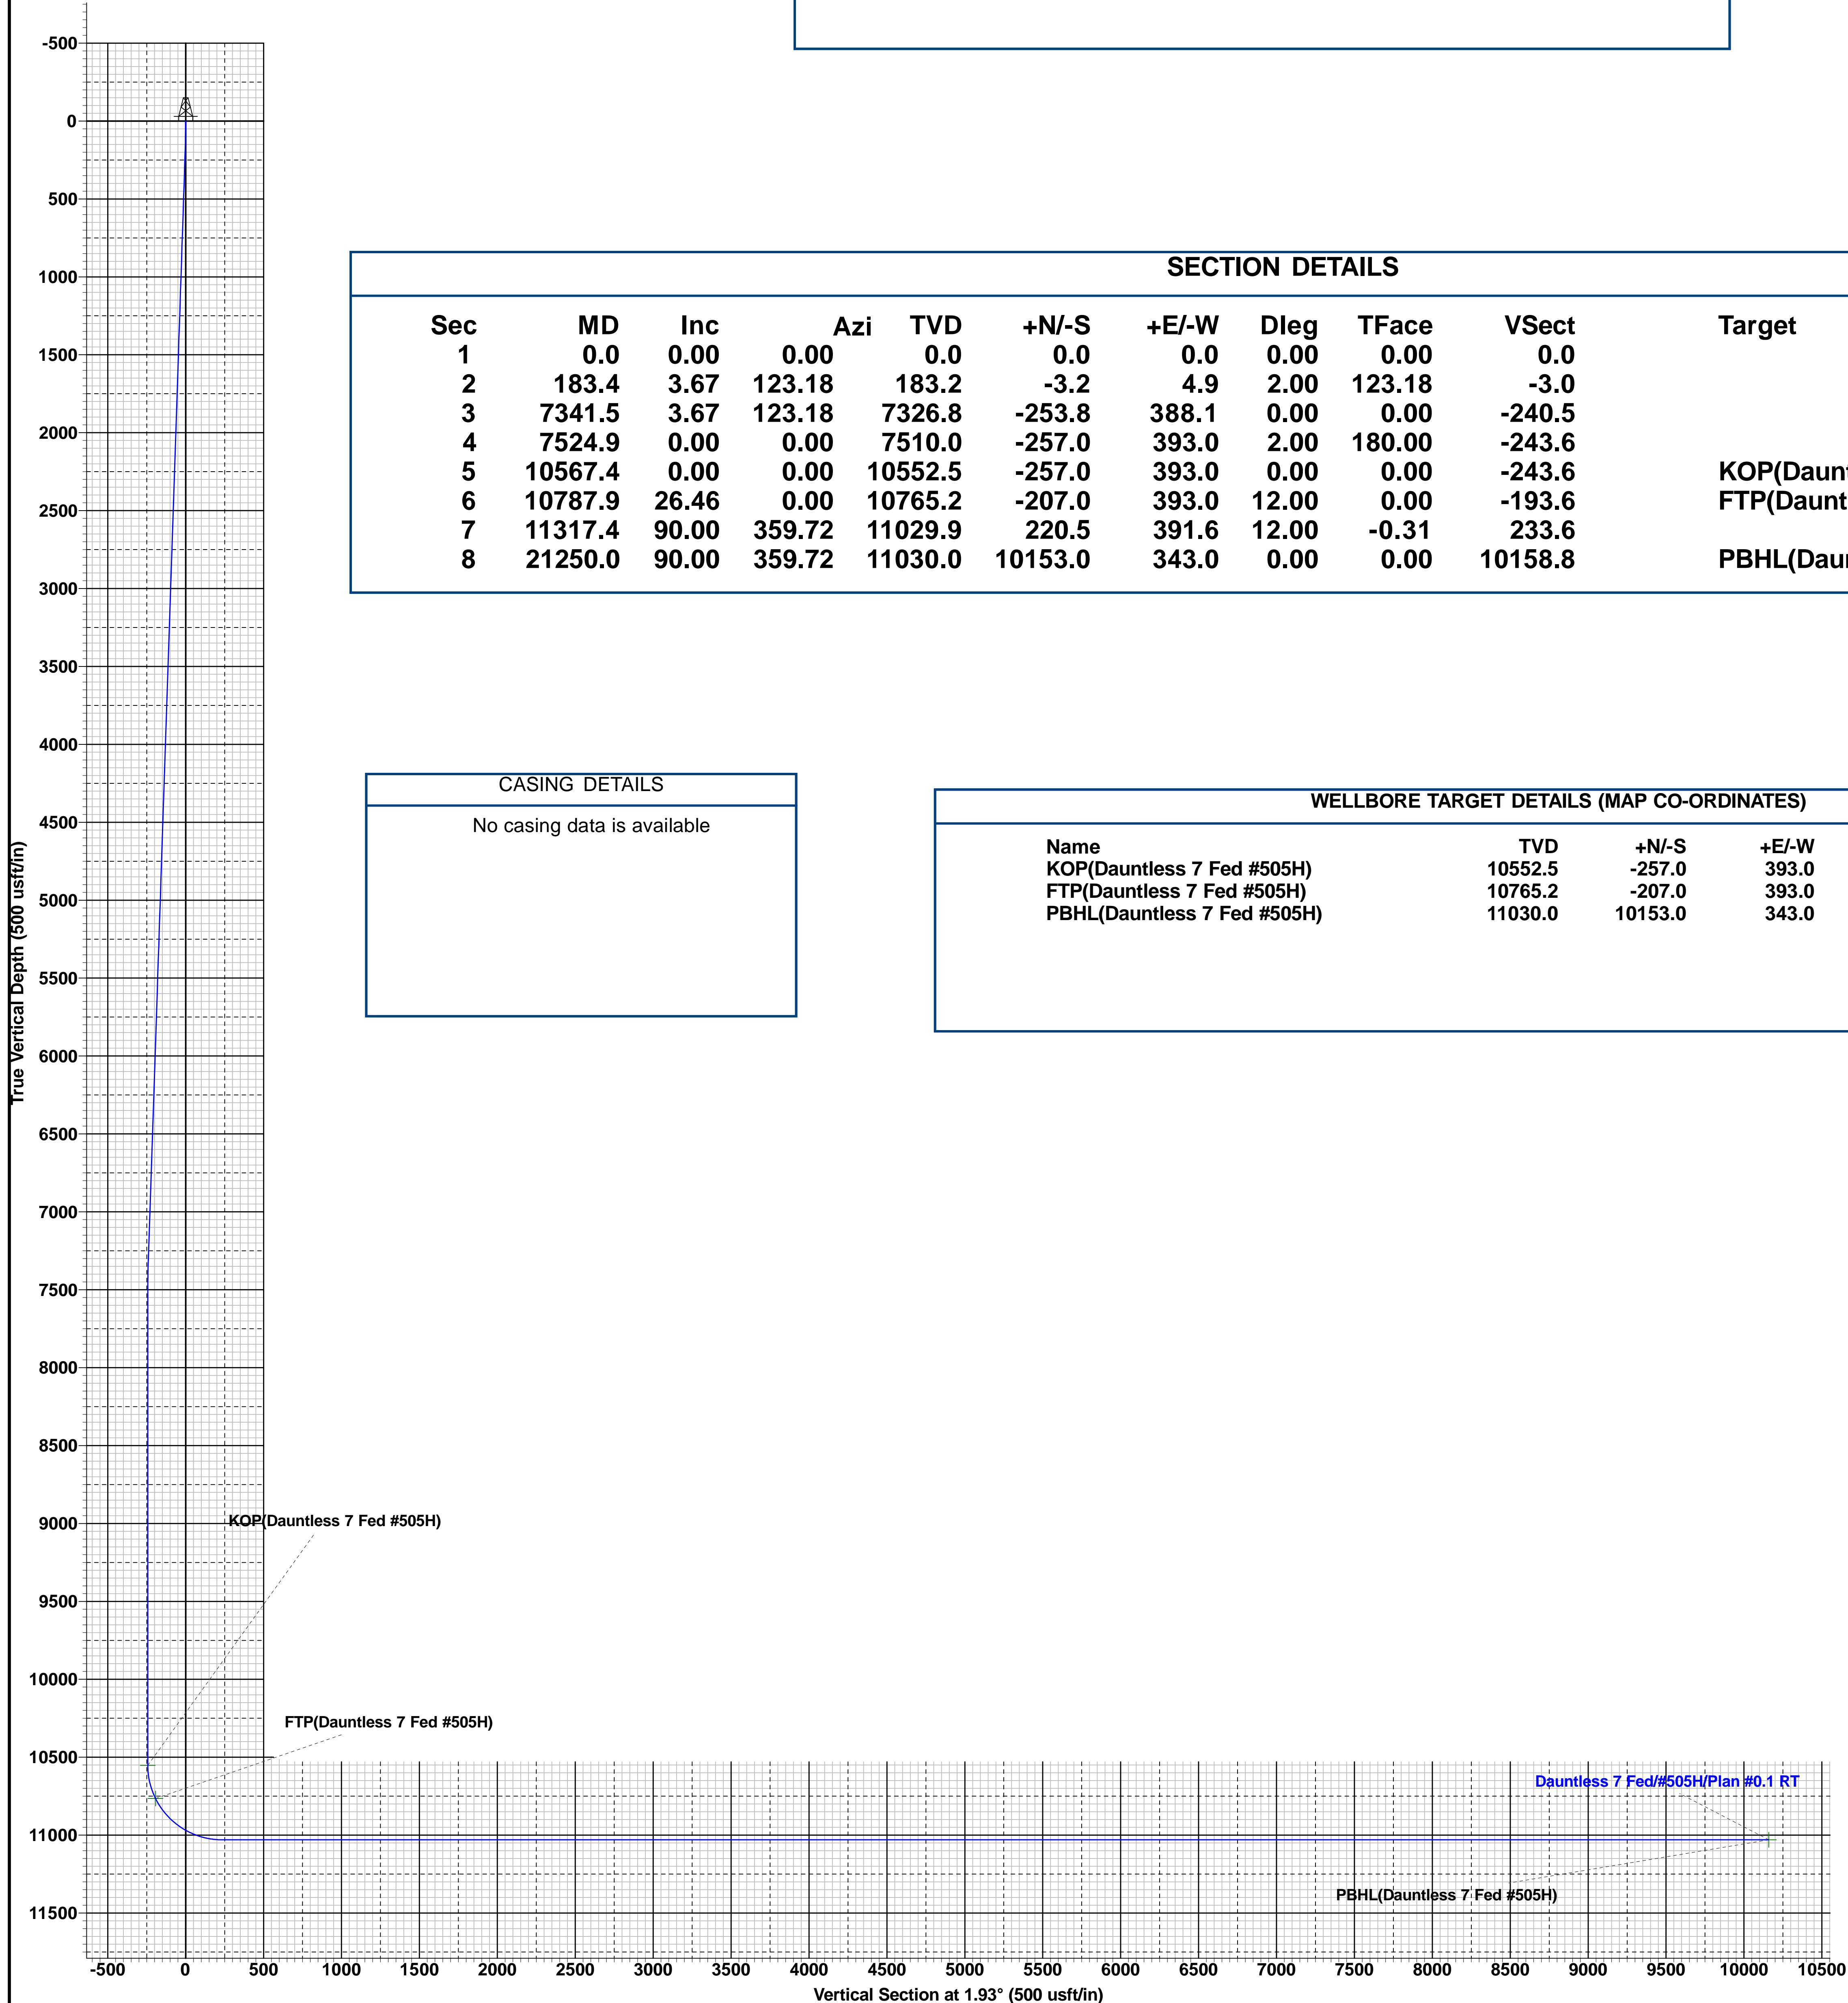 SECTION DETAILS
Sec MD Inc Azi TVD +N/-S +E/-W Dleg TFace VSect Target
1 0.0 0.00 0.00 0.0 0.0 0.0 0.00 0.00 0.0
2 183.4 3.67 123.18 183.2 -3.2 4.9 2.00 123.18 -3.0
3 7341.5 3.67 123.18 7326.8 -253.8 388.1 0.00 0.00 -240.5
4 7524.9 0.00 0.00 7510.0 -257.0 393.0 2.00 180.00 -243.6
5 10567.4 0.00 0.00 10552.5 -257.0 393.0 0.00 0.00 -243.6 KOP(Daunt
6 10787.9 26.46 0.00 10765.2 -207.0 393.0 12.00 0.00 -193.6 FTP(Daunt
7 11317.4 90.00 359.72 11029.9 220.5 391.6 12.00 -0.31 233.6
8 21250.0 90.00 359.72 11030.0 10153.0 343.0 0.00 0.00 10158.8 PBHL(Daun
CASING DETAILS
No casing data is available
WELLBORE TARGET DETAILS (MAP CO-ORDINATES)
Name TVD +N/-S +E/-W
KOP(Dauntless 7 Fed #505H) 10552.5 -257.0 393.0
FTP(Dauntless 7 Fed #505H) 10765.2 -207.0 393.0
PBHL(Dauntless 7 Fed #505H) 11030.0 10153.0 343.0
True Vertical Depth (500 usft/in)
-500
0
500
1000
1500
2000
2500
3000
3500
4000
4500
5000
5500
6000
6500
7000
7500
8000
8500
9000
9500
10000
10500
11000
11500
KOP(Dauntless 7 Fed #505H)
FTP(Dauntless 7 Fed #505H)
Dauntless 7 Fed/#505H/Plan #0.1 RT
PBHL(Dauntless 7 Fed #505H)
-500 0 500 1000 1500 2000 2500 3000 3500 4000 4500 5000 5500 6000 6500 7000 7500 8000 8500 9000 9500 10000 10500
Vertical Section at 1.93° (500 usft/in)